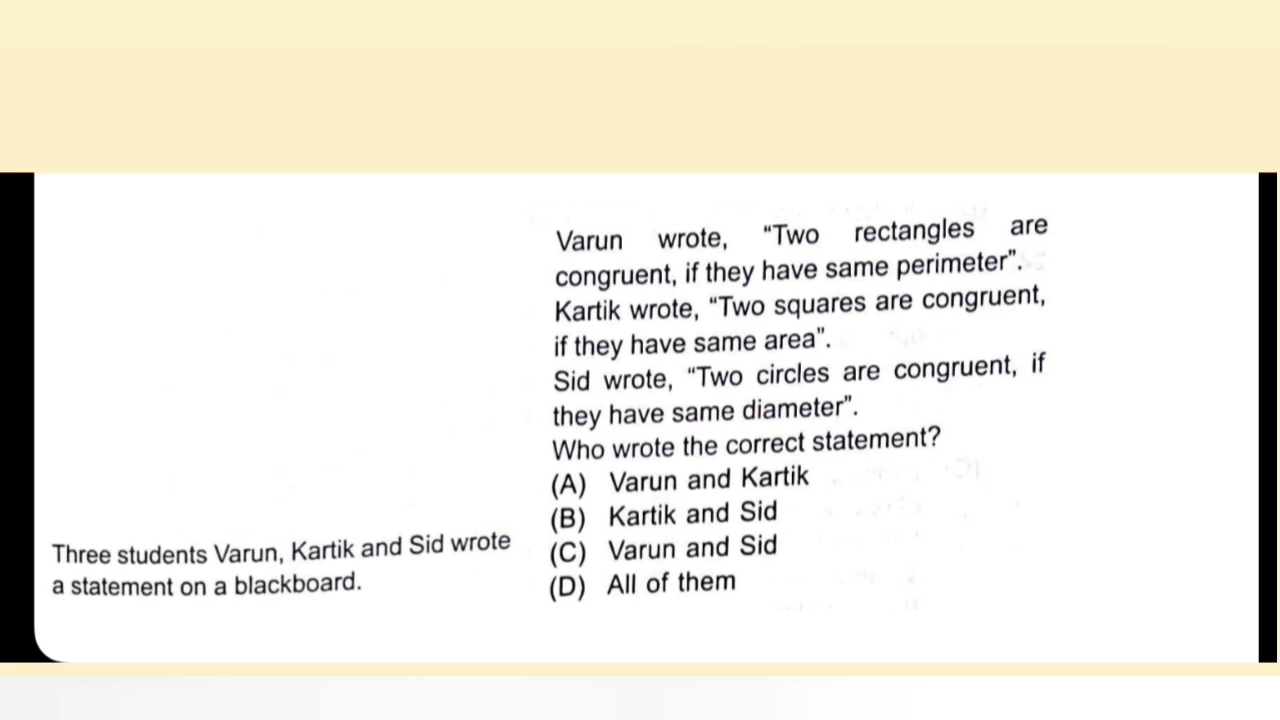 Three students Varun, Kartik and Sid wrote
a statement on a blackboard.
Varun wrote, “Two rectangles are
congruent, if they have same perimeter”.
Kartik wrote, “Two squares are congruent,
if they have same area”.
Sid wrote, “Two circles are congruent, if
they have same diameter”.
Who wrote the correct statement?
(A) Varun and Kartik
(B) Kartik and Sid
(C) Varun and Sid
(D) All of them